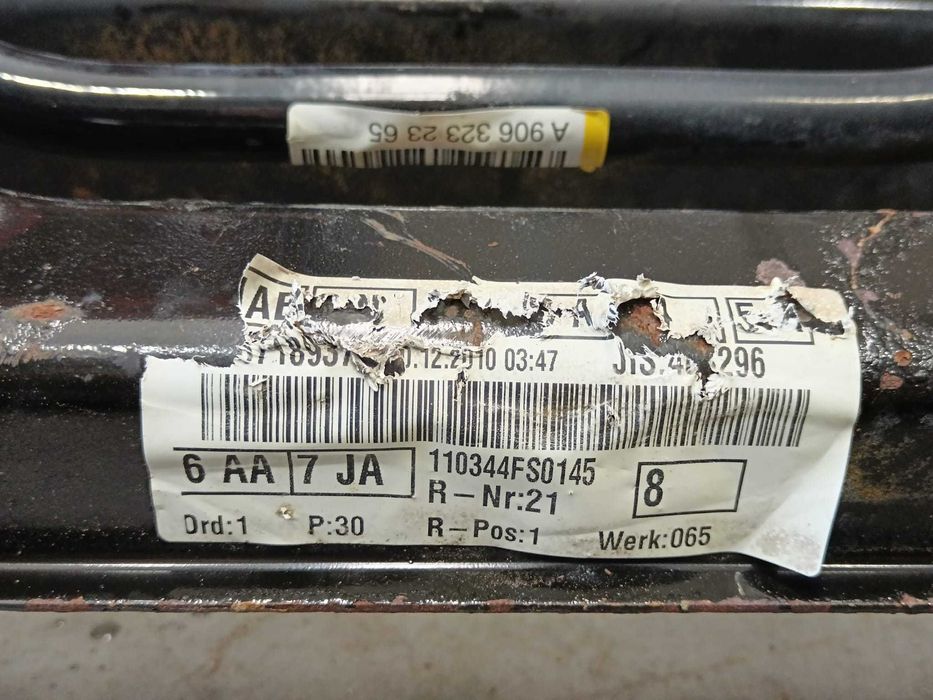 A 906 323 23 65
12.2010 03:47
6 AA 7 JA 110344FS0145 8
R-Nr:21
Ord:1 P:30 R-Pos:1 Werk:065